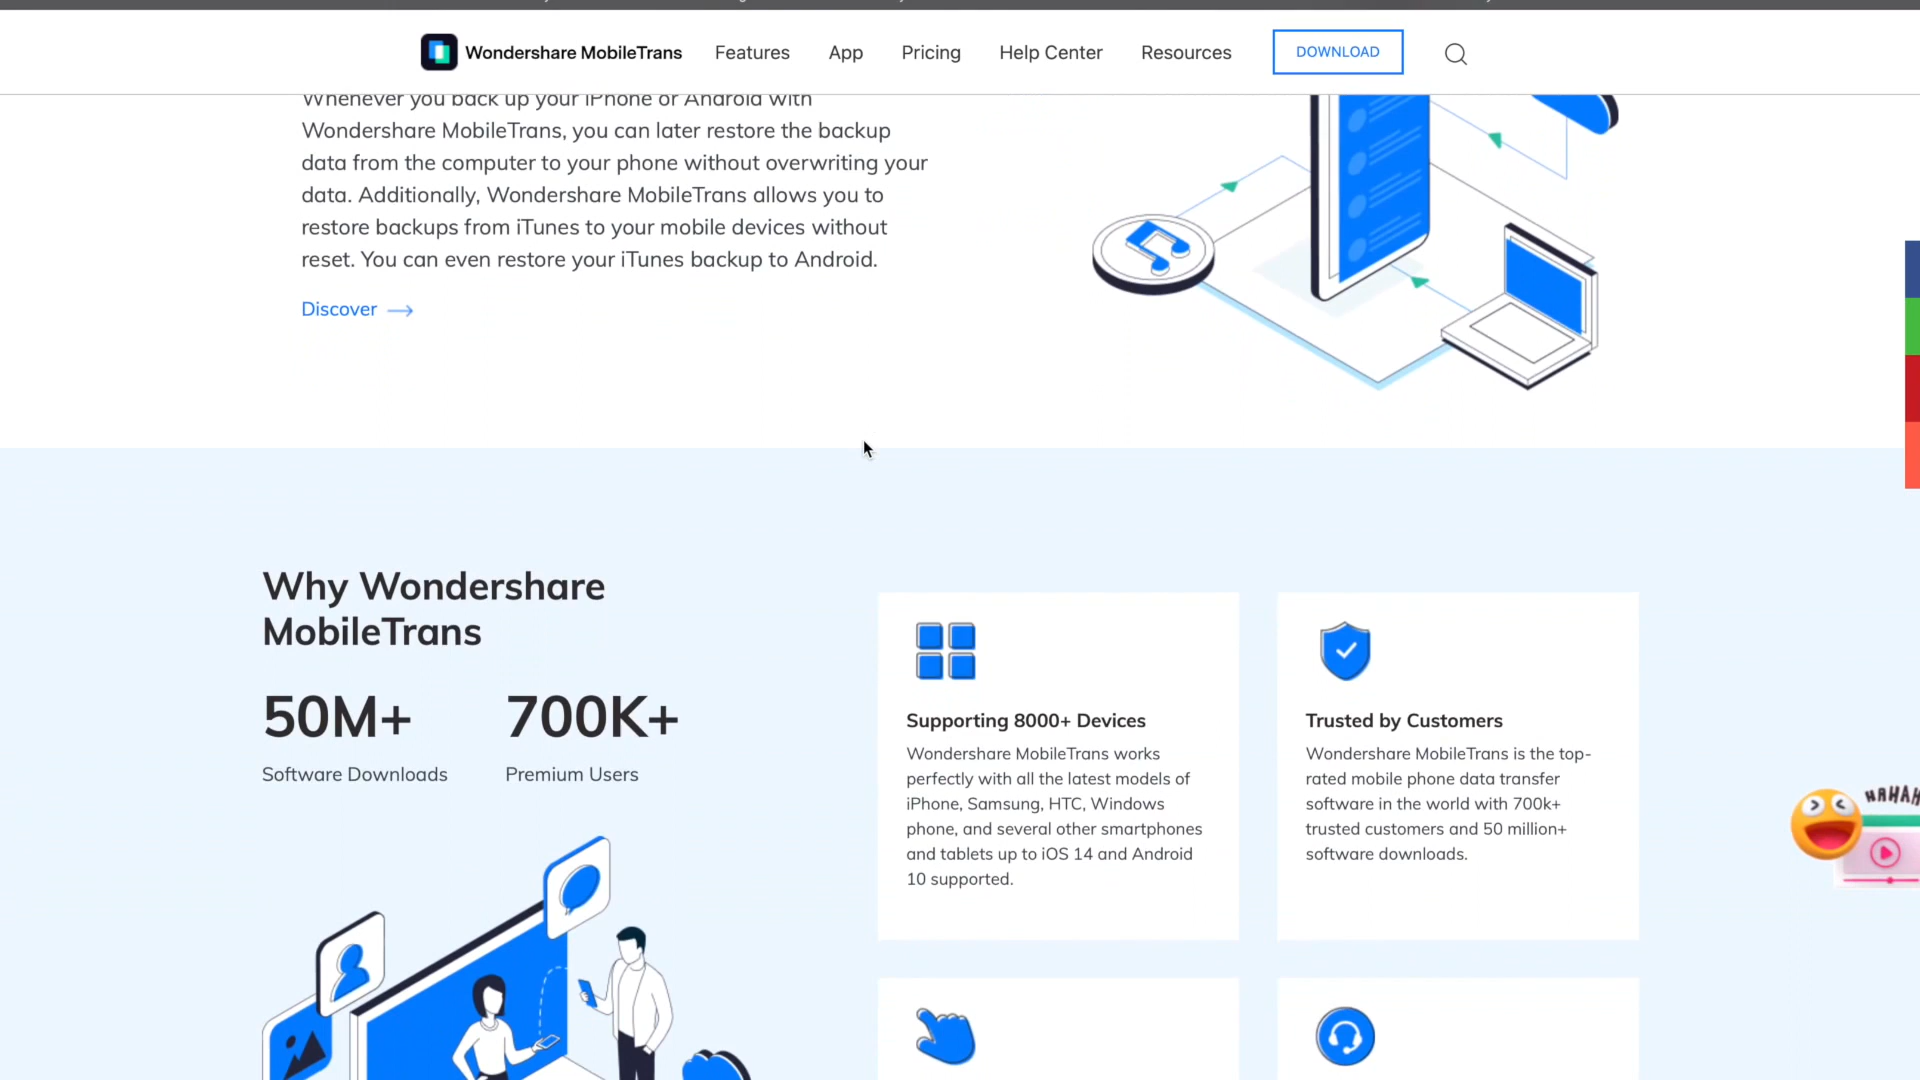 Wondershare MobileTrans Features App Pricing Help Center Resources DOWNLOAD
Whenever you back up your iPhone or Android with
Wondershare MobileTrans, you can later restore the backup
data from the computer to your phone without overwriting your
data. Additionally, Wondershare MobileTrans allows you to
restore backups from iTunes to your mobile devices without
reset. You can even restore your iTunes backup to Android.
Discover
Why Wondershare
MobileTrans
50M+ 700K+
Software Downloads Premium Users
Supporting 8000+ Devices
Wondershare MobileTrans works
perfectly with all the latest models of
iPhone, Samsung, HTC, Windows
phone, and several other smartphones
and tablets up to iOS 14 and Android
10 supported.
Trusted by Customers
Wondershare MobileTrans is the top-
rated mobile phone data transfer
software in the world with 700k+
trusted customers and 50 million+
software downloads.
HAHAH